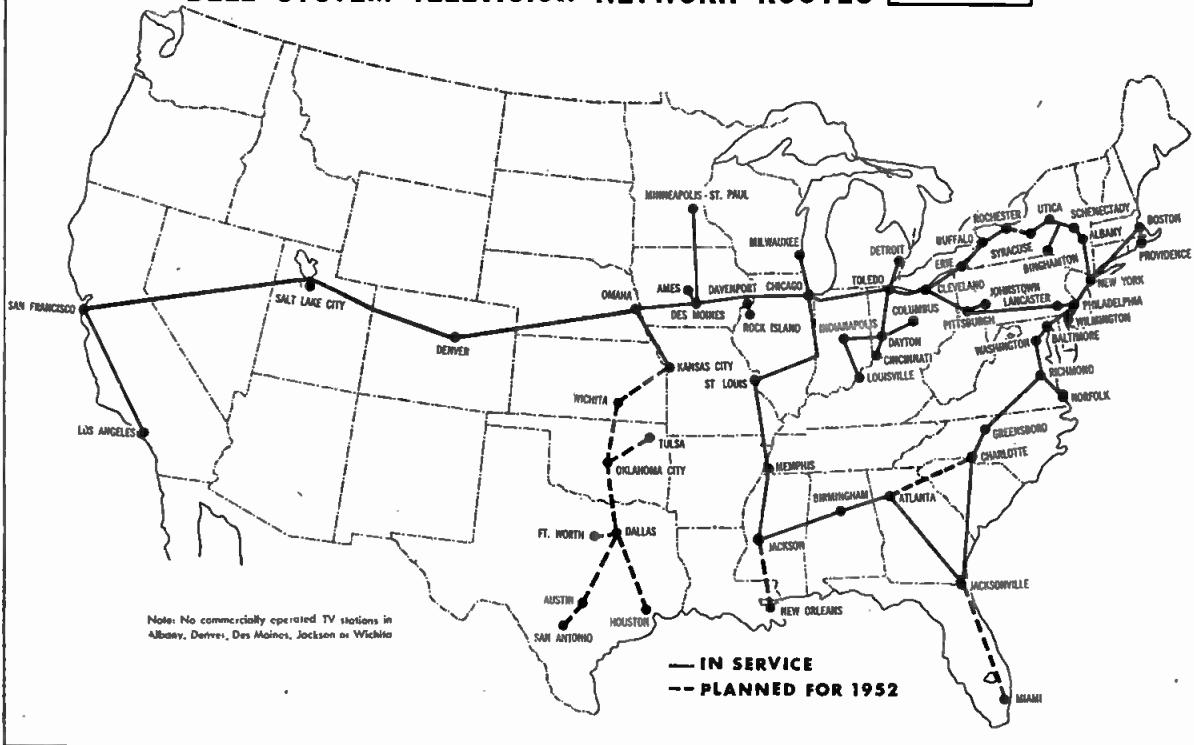 BELL SYSTEM TELEVISION NETWORK ROUTES
MINNEAPOLIS - ST. PAUL
MILWAUKEE
DETROIT
BUFFALO
ROCHESTER
UTICA
SCHENECTADY
BOSTON
SYRACUSE
ALBANY
BINGHAMTON
PROVIDENCE
ERIE
NEW YORK
SAN FRANCISCO
SALT LAKE CITY
DENVER
OMAHA
AMES
DES MOINES
DAVENPORT
ROCK ISLAND
CHICAGO
TOLEDO
CLEVELAND
JOHNSTOWN
LANCASTER
PHILADELPHIA
PITTSBURGH
WILMINGTON
COLUMBUS
INDIANAPOLIS
DAYTON
CINCINNATI
LOUISVILLE
WASHINGTON
BALTIMORE
RICHMOND
NORFOLK
KANSAS CITY
ST LOUIS
LOS ANGELES
WICHITA
TULSA
OKLAHOMA CITY
MEMPHIS
GREENSBORO
CHARLOTTE
BIRMINGHAM
ATLANTA
FT. WORTH
DALLAS
JACKSON
JACKSONVILLE
AUSTIN
SAN ANTONIO
HOUSTON
NEW ORLEANS
MIAMI
Note: No commercially operated TV stations in
Albany, Denver, Des Moines, Jackson or Wichita
IN SERVICE
PLANNED FOR 1952